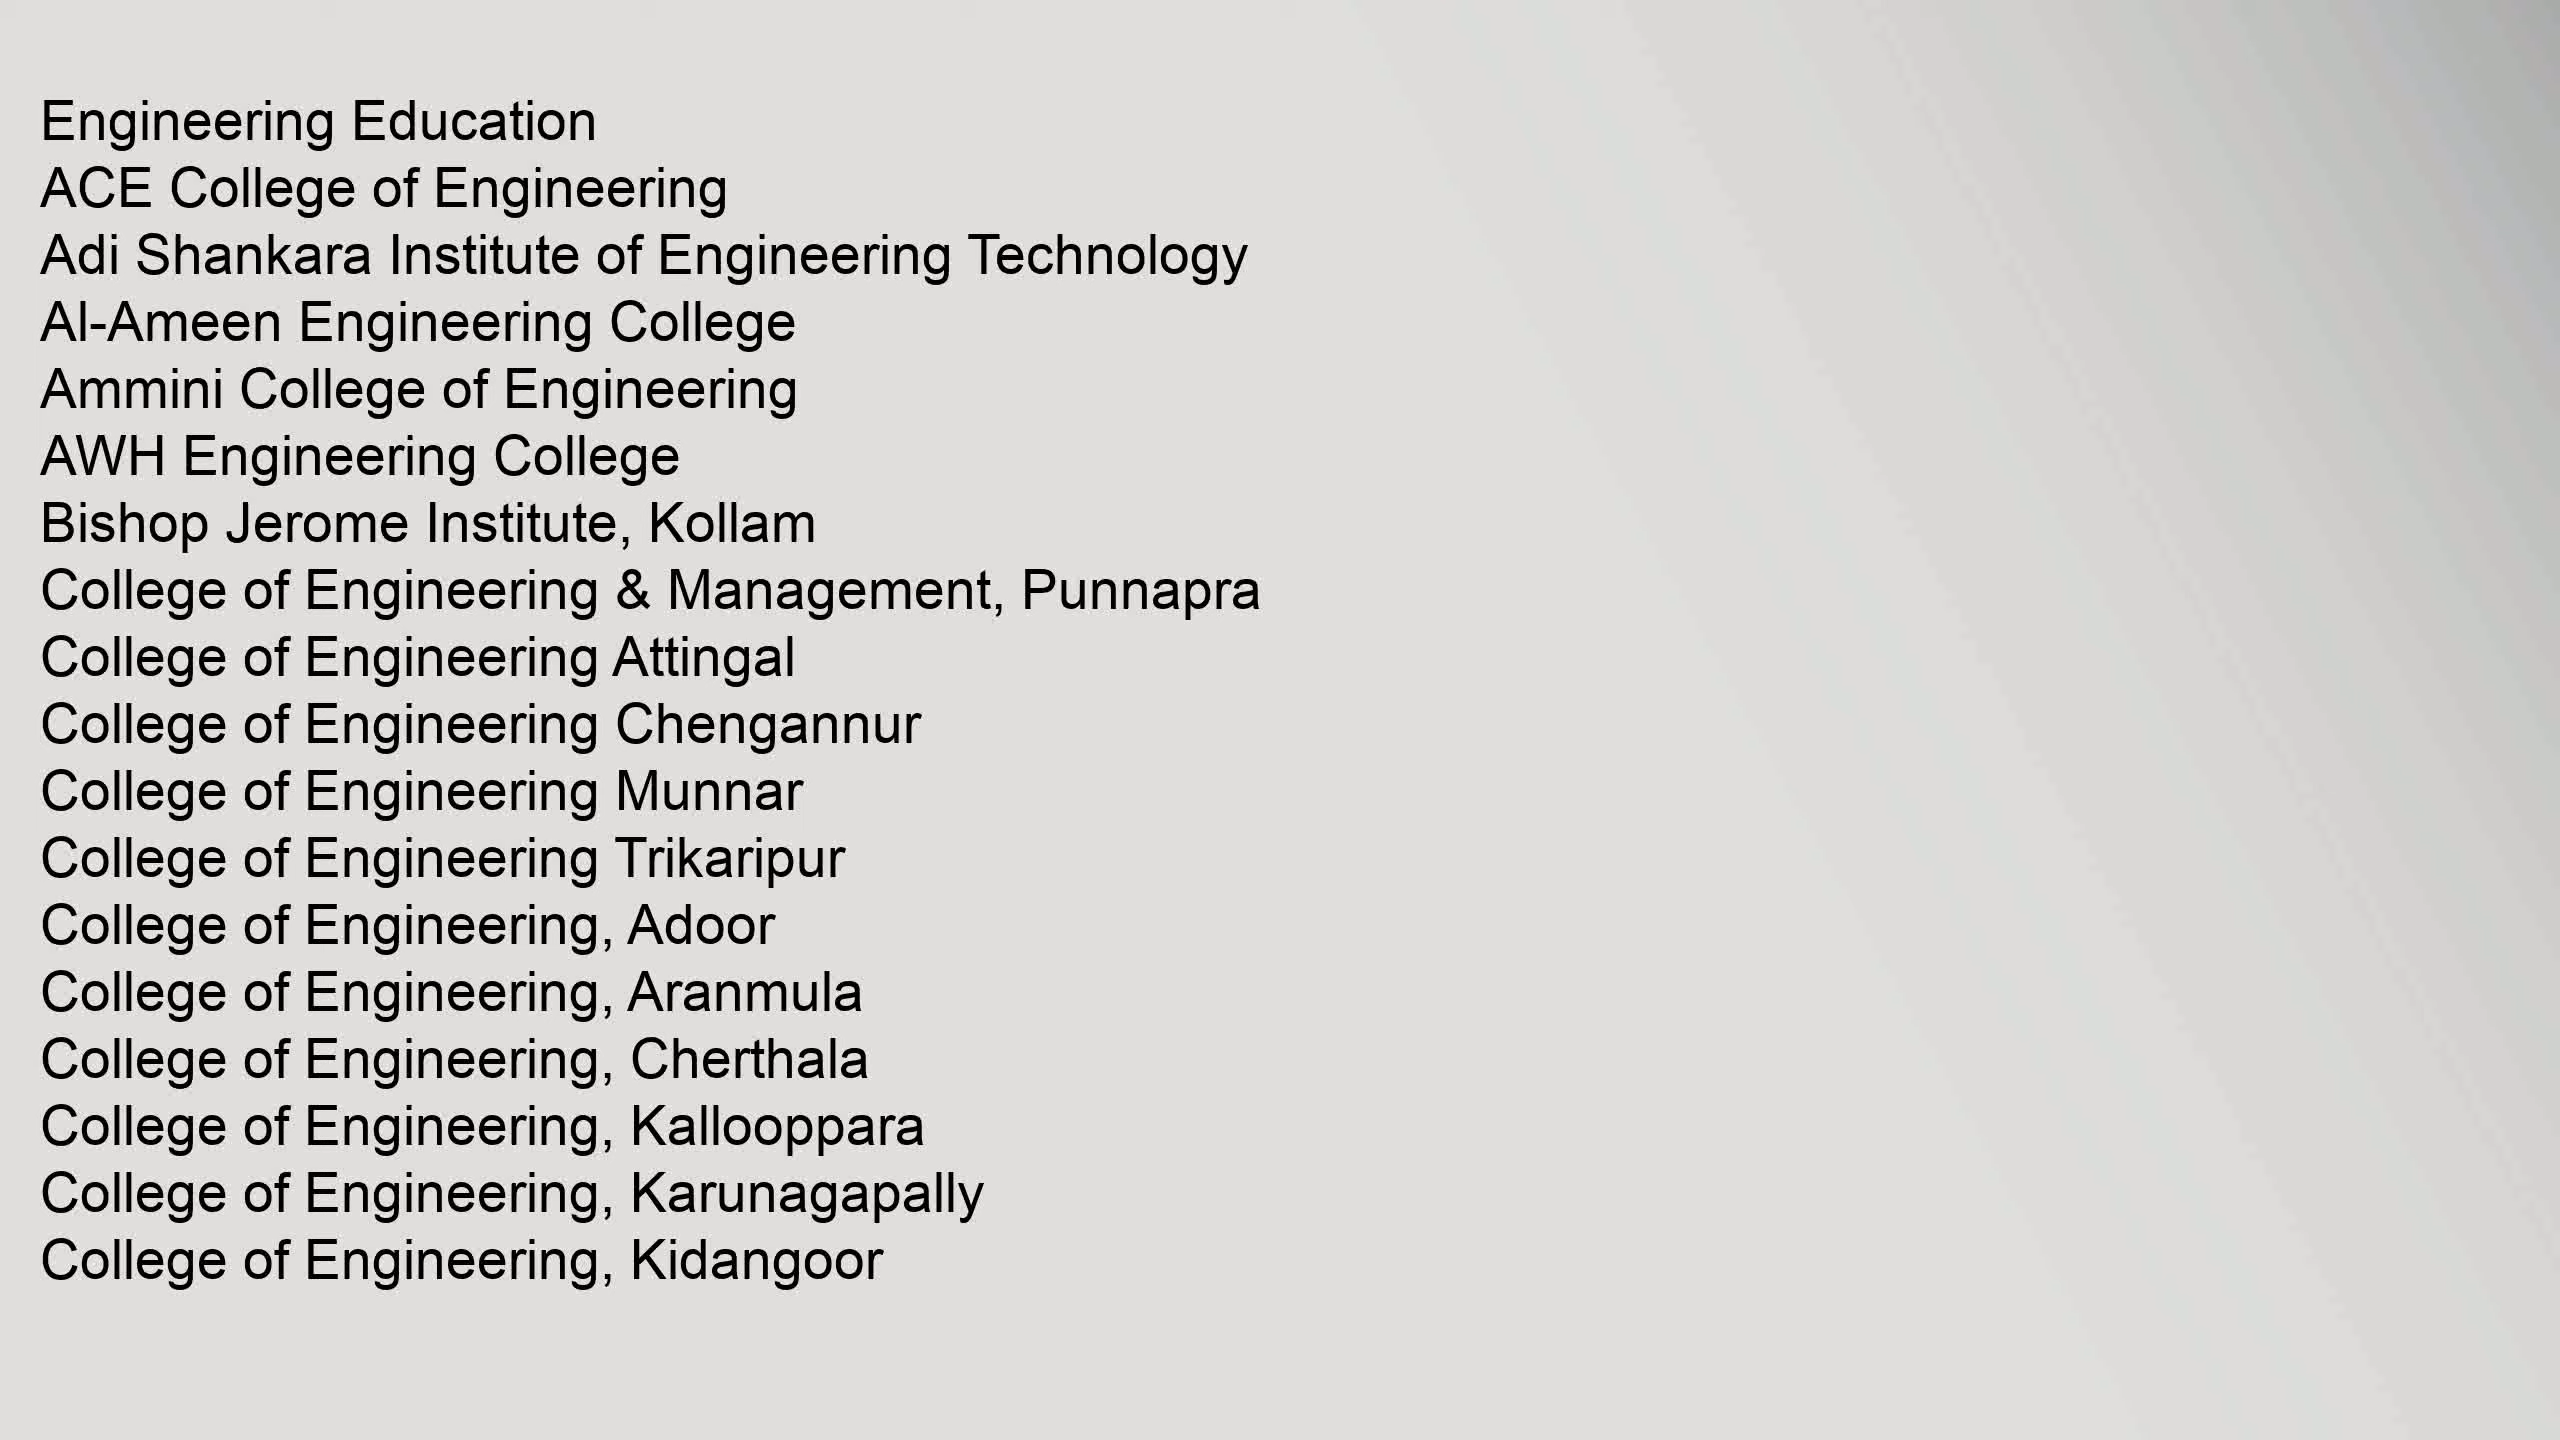 Engineering Education
ACE College of Engineering
Adi Shankara Institute of Engineering Technology
Al-Ameen Engineering College
Ammini College of Engineering
AWH Engineering College
Bishop Jerome Institute, Kollam
College of Engineering & Management, Punnapra
College of Engineering Attingal
College of Engineering Chengannur
College of Engineering Munnar
College of Engineering Trikaripur
College of Engineering, Adoor
College of Engineering, Aranmula
College of Engineering, Cherthala
College of Engineering, Kallooppara
College of Engineering, Karunagapally
College of Engineering, Kidangoor